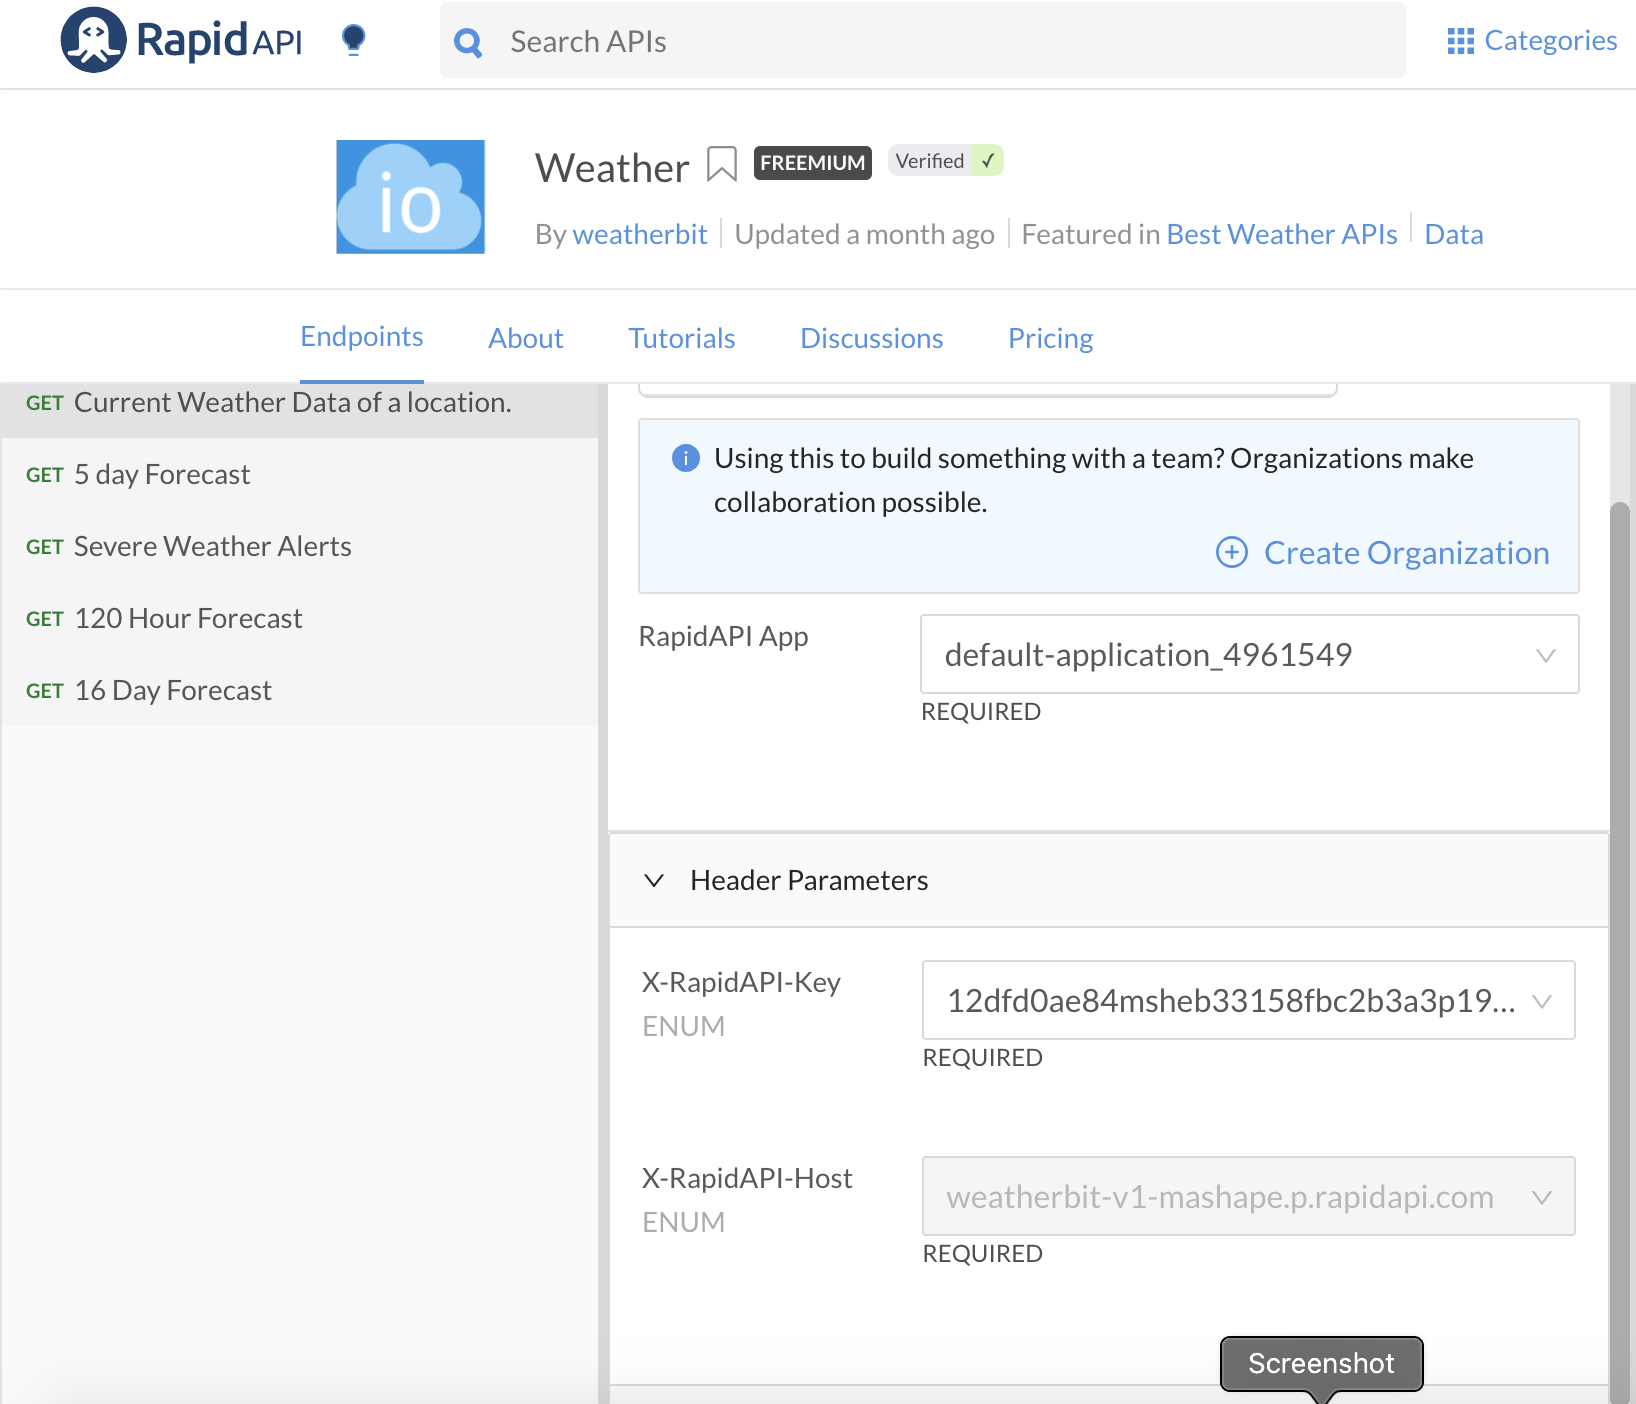 RapidAPI
Search APIs
Categories
io
Weather FREEMIUM Verified ✓
By weatherbit Updated a month ago Featured in Best Weather APIs Data
Endpoints About Tutorials Discussions Pricing
GET Current Weather Data of a location.
GET 5 day Forecast
GET Severe Weather Alerts
GET 120 Hour Forecast
GET 16 Day Forecast
Using this to build something with a team? Organizations make
collaboration possible.
Create Organization
RapidAPI App
default-application_4961549
REQUIRED
Header Parameters
X-RapidAPI-Key
ENUM
12dfd0ae84msheb33158fbc2b3a3p19...
REQUIRED
X-RapidAPI-Host
ENUM
weatherbit-v1-mashape.p.rapidapi.com
REQUIRED
Screenshot